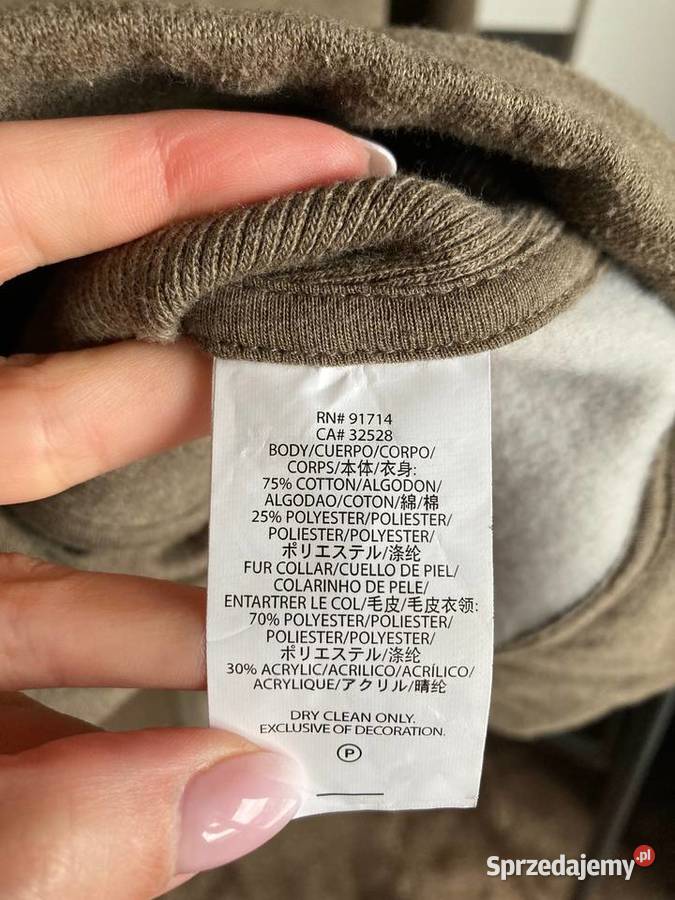 RN# 91714
CA# 32528
BODY/CUERPO/CORPO/
CORPS/本体/衣身:
75% COTTON/ALGODON/
ALGODAO/COTON/綿/棉
25% POLYESTER/POLIESTER/
POLIESTER/POLYESTER/
ポリエステル/涤纶
FUR COLLAR/CUELLO DE PIEL/
COLARINHO DE PELE/
ENTARTRER LE COL/毛皮/毛皮衣领:
70% POLYESTER/POLIESTER/
POLIESTER/POLYESTER/
ポリエステル/涤纶
30% ACRYLIC/ACRILICO/ACRÍLICO/
ACRYLIQUE/アクリル/晴纶
DRY CLEAN ONLY.
EXCLUSIVE OF DECORATION.
P
Sprzedajemy.pl